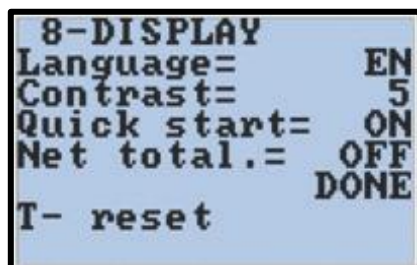 8-DISPLAY
Language= EN
Contrast= 5
Quick start= ON
Net total.= OFF
DONE
T- reset